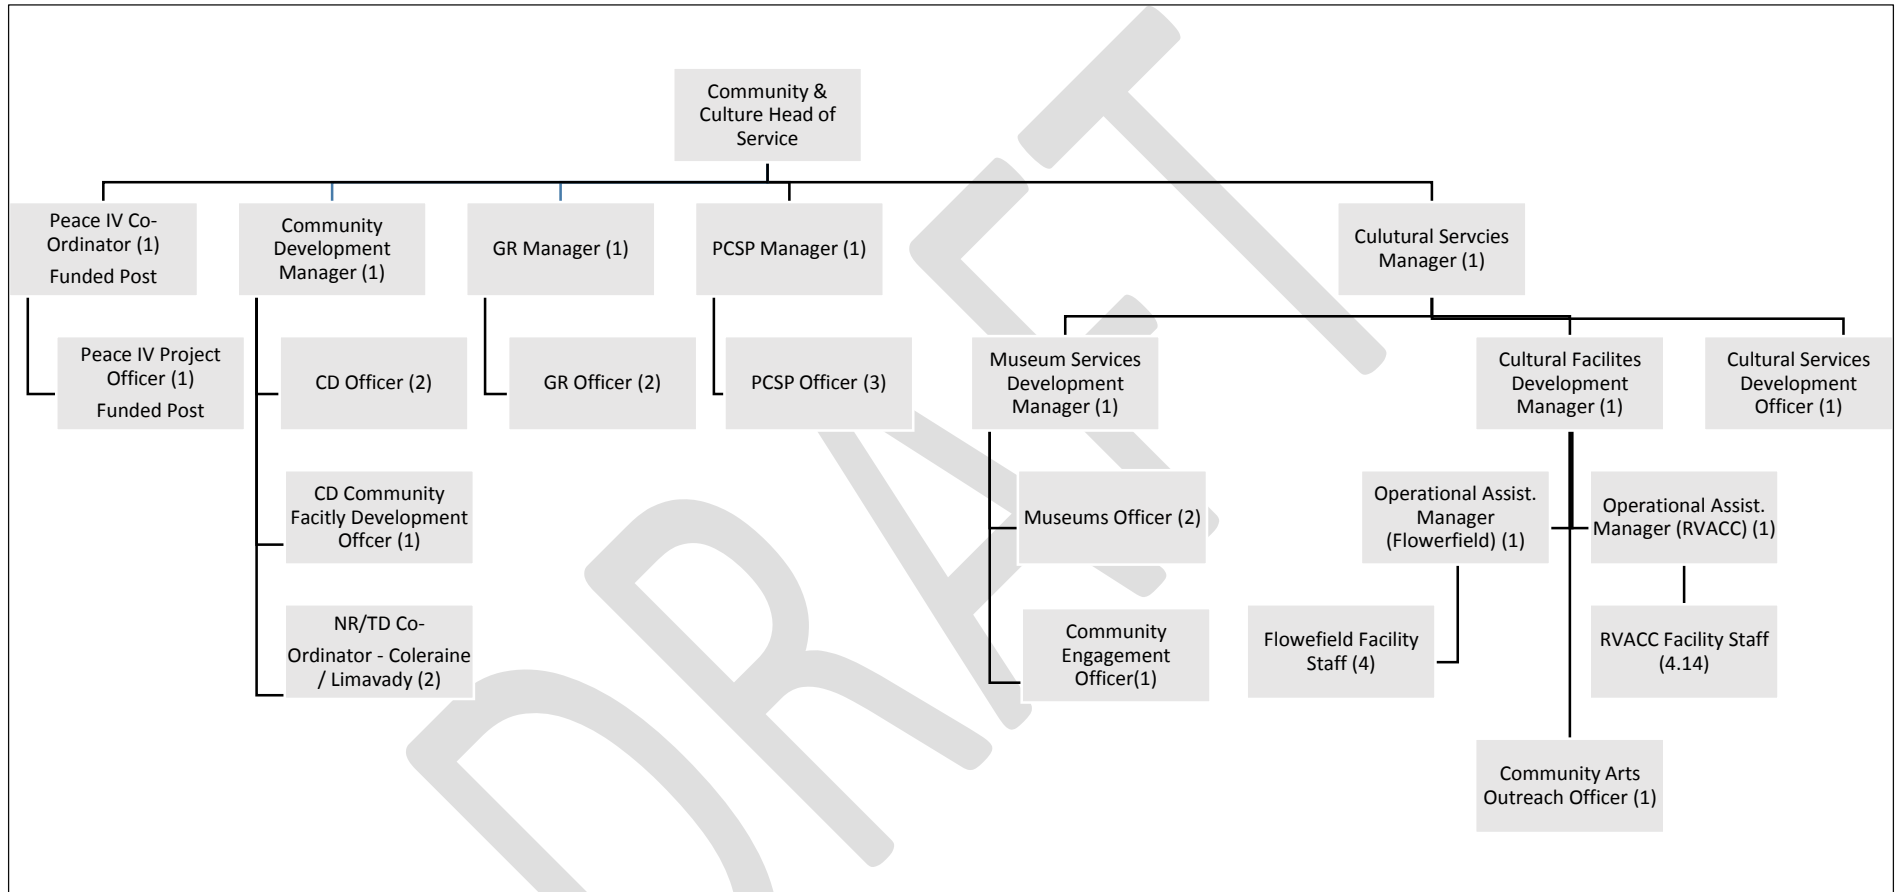 Community &
Culture Head of
Service
Peace IV Co-
Ordinator (1)
Funded Post
Community
Development
Manager (1)
GR Manager (1)
PCSP Manager (1)
Culutural Servcies
Manager (1)
Peace IV Project
Officer (1)
Funded Post
CD Officer (2)
GR Officer (2)
PCSP Officer (3)
Museum Services
Development
Manager (1)
Cultural Facilites
Development
Manager (1)
Cultural Services
Development
Officer (1)
CD Community
Facitly Development
Offcer (1)
Museums Officer (2)
Operational Assist.
Manager
(Flowerfield) (1)
Operational Assist.
Manager (RVACC) (1)
NR/TD Co-
Ordinator - Coleraine
/ Limavady (2)
Community
Engagement
Officer(1)
Flowefield Facility
Staff (4)
RVACC Facility Staff
(4.14)
Community Arts
Outreach Officer (1)
DRAFT